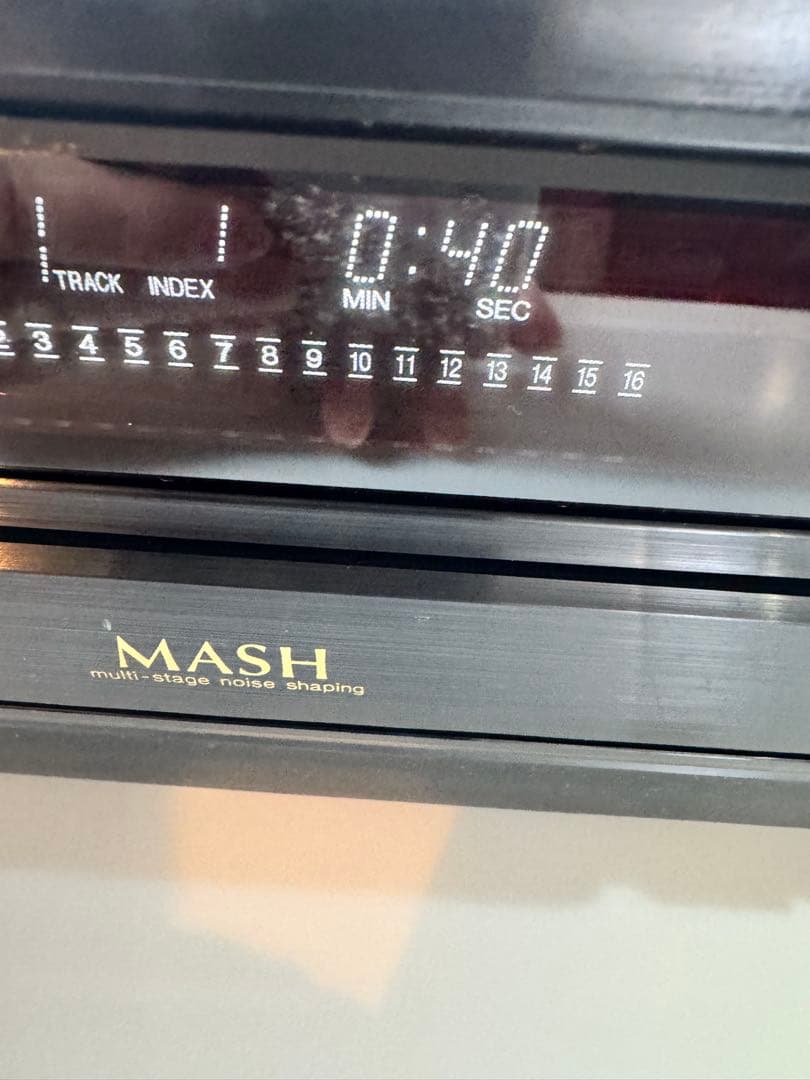 1 1 0:40
TRACK INDEX MIN SEC
3 4 5 6 7 8 9 10 11 12 13 14 15 16
MASH
multi-stage noise shaping